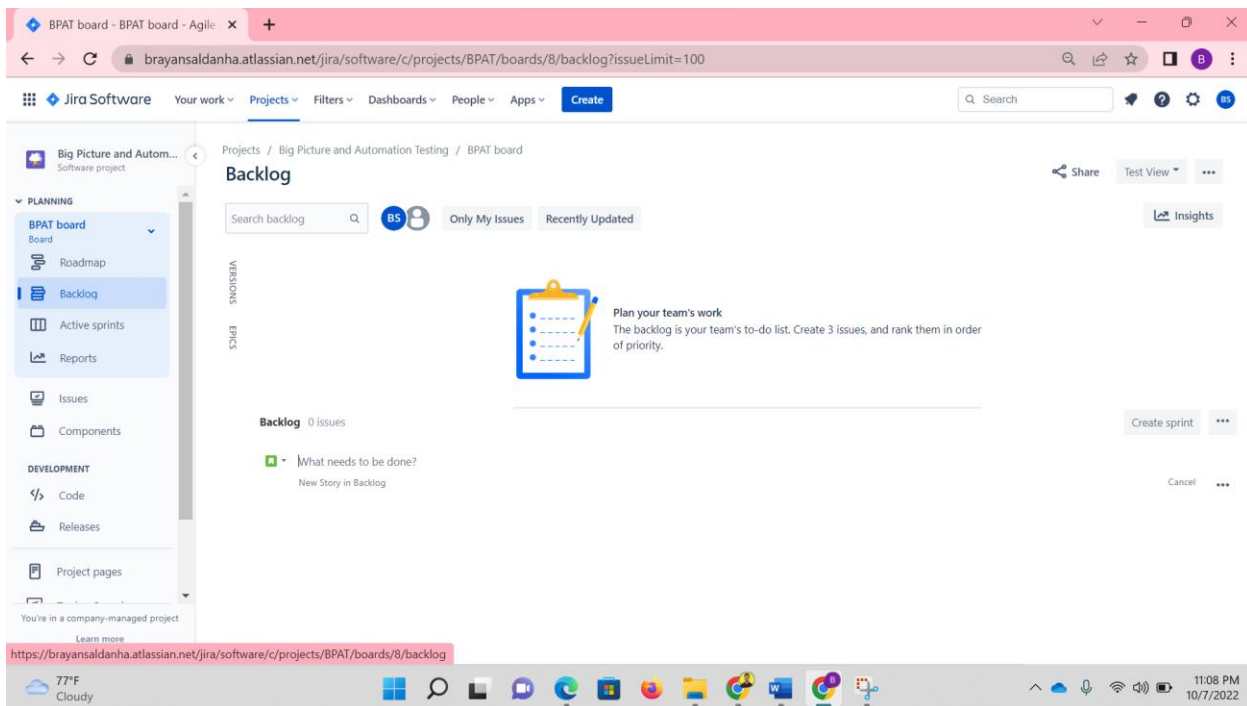 BPAT board - BPAT board - Agile
brayansaldanha.atlassian.net/jira/software/c/projects/BPAT/boards/8/backlog?issueLimit=100
B
Jira Software Your work Projects Filters Dashboards People Apps Create Search BS
Big Picture and Autom...
Software project
Projects / Big Picture and Automation Testing / BPAT board
Backlog
Share Test View
PLANNING
BPAT board
Board
Search backlog BS Only My Issues Recently Updated Insights
Roadmap
Backlog
Active sprints
Reports
Issues
Components
DEVELOPMENT
Code
Releases
Project pages
You're in a company-managed project
Learn more
VERSIONS
EPICS
Plan your team's work
The backlog is your team's to-do list. Create 3 issues, and rank them in order
of priority.
Backlog 0 issues Create sprint
What needs to be done?
New Story in Backlog
Cancel
https://brayansaldanha.atlassian.net/jira/software/c/projects/BPAT/boards/8/backlog
77°F
Cloudy
11:08 PM
10/7/2022